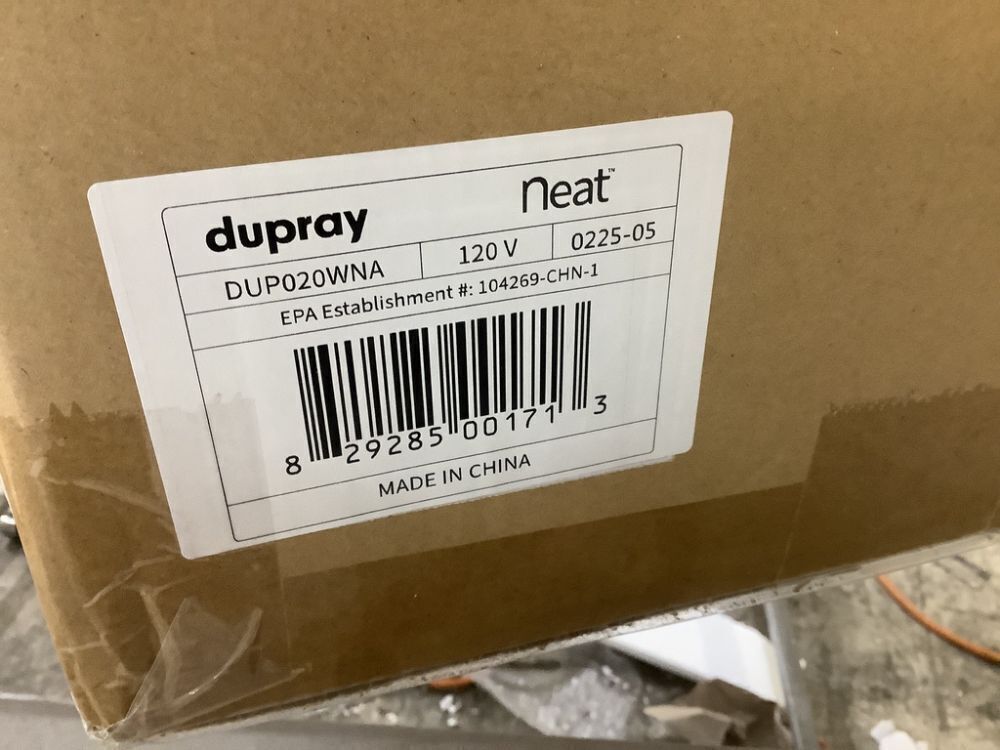 dupray neat™
DUP020WNA 120 V 0225-05
EPA Establishment #: 104269-CHN-1
8 29285 00171 3
MADE IN CHINA